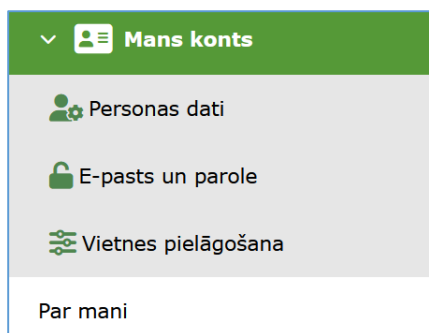 Mans konts
Personas dati
E-pasts un parole
Vietnes pielāgošana
Par mani